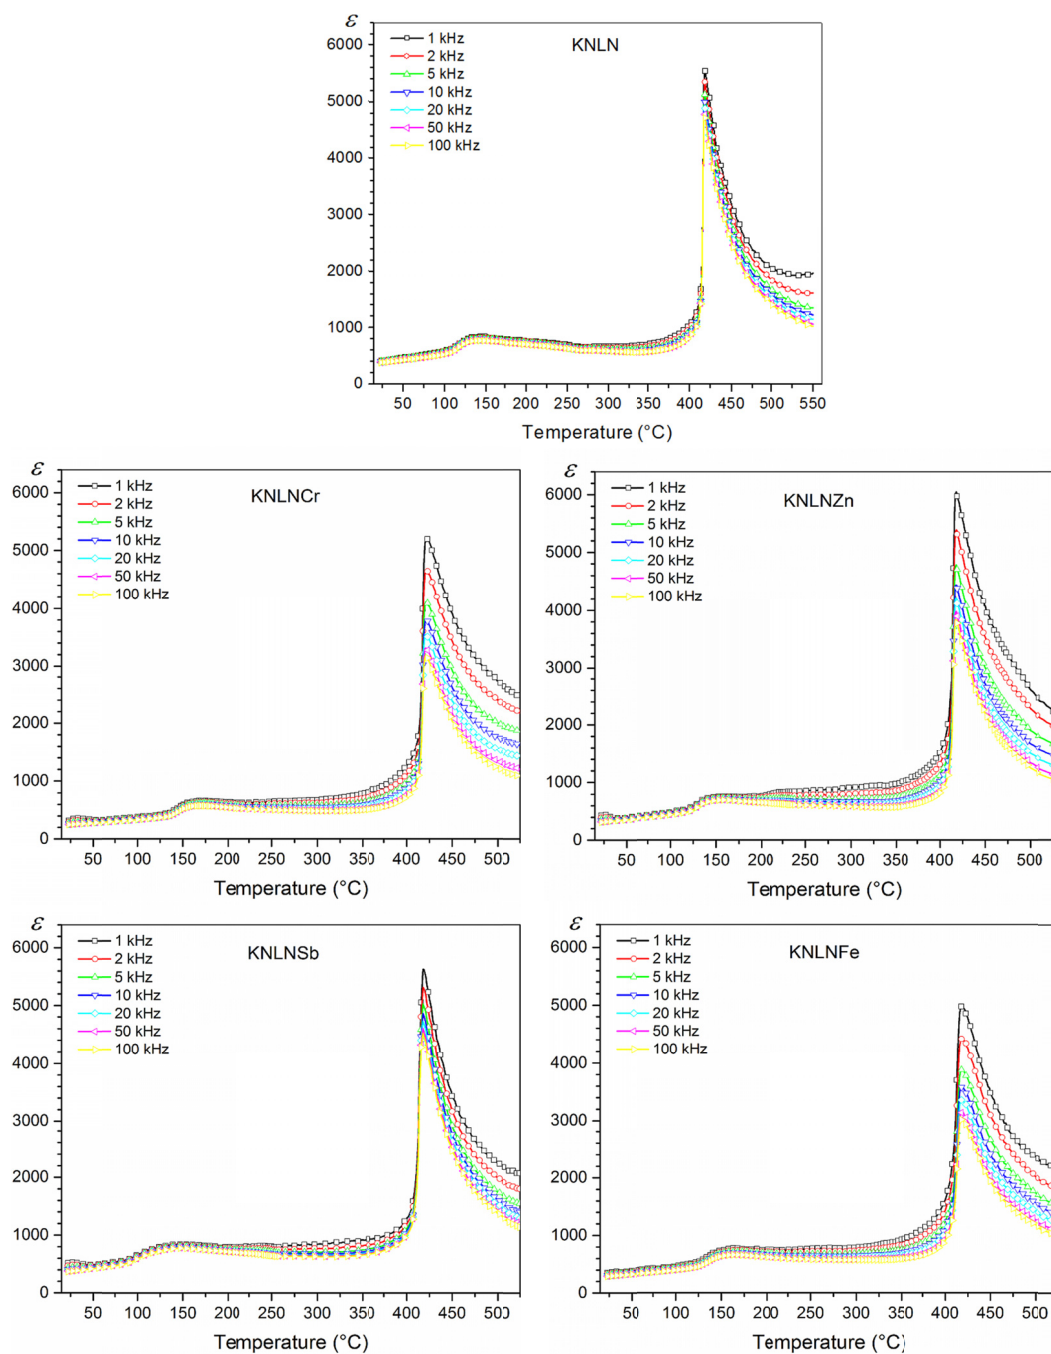 ε
KNLN
1 kHz
2 kHz
5 kHz
10 kHz
20 kHz
50 kHz
100 kHz
6000
5000
4000
3000
2000
1000
0
50 100 150 200 250 300 350 400 450 500 550
Temperature (°C)
ε
KNLNCr
1 kHz
2 kHz
5 kHz
10 kHz
20 kHz
50 kHz
100 kHz
6000
5000
4000
3000
2000
1000
0
50 100 150 200 250 300 350 400 450 500
Temperature (°C)
ε
KNLNZn
1 kHz
2 kHz
5 kHz
10 kHz
20 kHz
50 kHz
100 kHz
6000
5000
4000
3000
2000
1000
0
50 100 150 200 250 300 350 400 450 500
Temperature (°C)
ε
KNLNSb
1 kHz
2 kHz
5 kHz
10 kHz
20 kHz
50 kHz
100 kHz
6000
5000
4000
3000
2000
1000
0
50 100 150 200 250 300 350 400 450 500
Temperature (°C)
ε
KNLNFe
1 kHz
2 kHz
5 kHz
10 kHz
20 kHz
50 kHz
100 kHz
6000
5000
4000
3000
2000
1000
0
50 100 150 200 250 300 350 400 450 500
Temperature (°C)